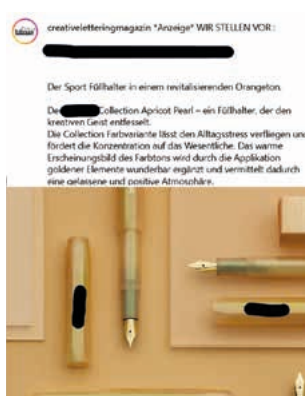 creativeletteringmagazin *Anzeige* WIR STELLEN VOR :
Der Sport Füllhalter in einem revitalisierenden Orangeton.
De Collection Apricot Pearl – ein Füllhalter, der den
kreativen Geist entfesselt.
Die Collection Farbvariante lässt den Alltagsstress verfliegen und
fördert die Konzentration auf das Wesentliche. Das warme
Erscheinungsbild des Farbtons wird durch die Applikation
goldener Elemente wunderbar ergänzt und vermittelt dadurch
eine gelassene und positive Atmosphäre.